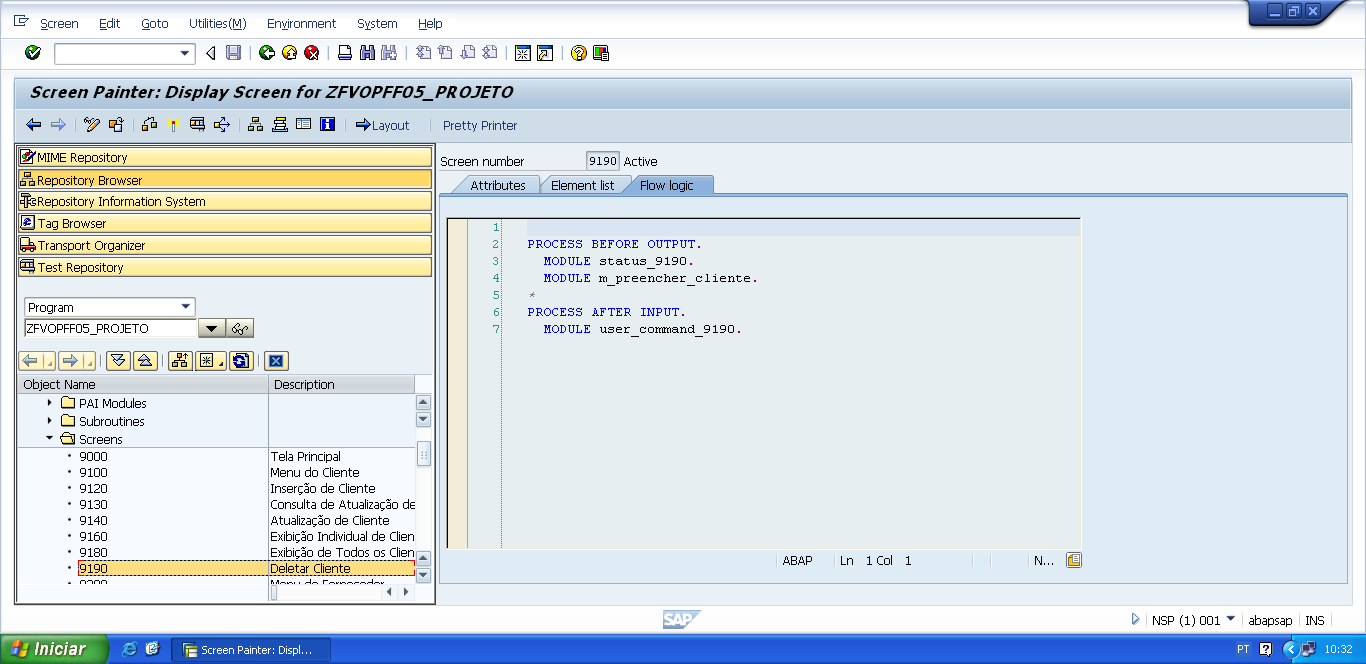 Screen Edit Goto Utilities(M) Environment System Help
Screen Painter: Display Screen for ZFVOPFF05_PROJETO
Layout Pretty Printer
MIME Repository
Repository Browser
Repository Information System
Tag Browser
Transport Organizer
Test Repository
Program
ZFVOPFF05_PROJETO
Object Name Description
PAI Modules
Subroutines
Screens
9000 Tela Principal
9100 Menu do Cliente
9120 Inserção de Cliente
9130 Consulta de Atualização de
9140 Atualização de Cliente
9160 Exibição Individual de Clien
9180 Exibição de Todos os Clien
9190 Deletar Cliente
9200 Menu do Fornecedor
Screen number 9190 Active
Attributes Element list Flow logic
1
2 PROCESS BEFORE OUTPUT.
3 MODULE status_9190.
4 MODULE m_preencher_cliente.
5 *
6 PROCESS AFTER INPUT.
7 MODULE user_command_9190.
ABAP Ln 1 Col 1 N...
SAP
NSP (1) 001 abapsap INS
Iniciar Screen Painter: Displ... PT 10:32